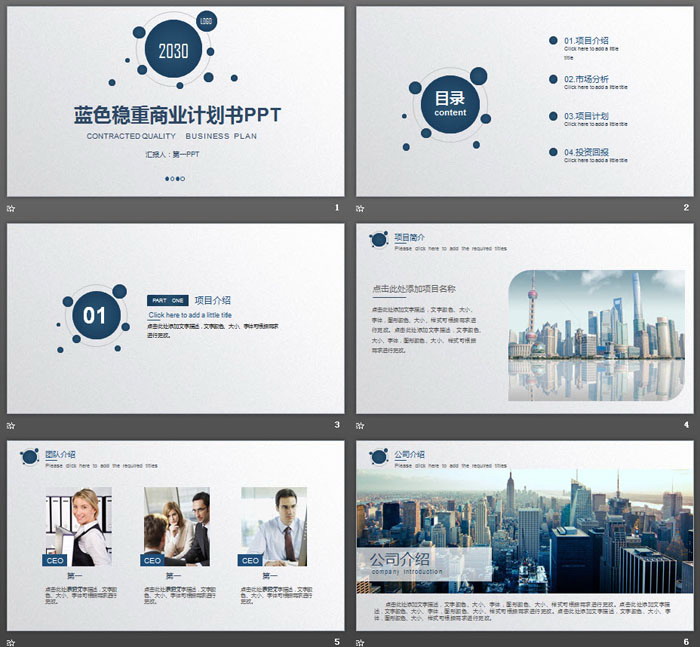 LOGO
2030
蓝色稳重商业计划书PPT
CONTRACTED QUALITY BUSINESS PLAN
汇报人：第一PPT
1
目录
content
01.项目介绍
Click here to add a little
title
02.市场分析
Click here to add a little title
03.项目计划
Click here to add a little title
04.投资回报
Click here to add a little title
2
01
PART ONE 项目介绍
Click here to add a little title
点击此处添加文字描述，文字颜色、大小、字体可根据需求
进行更改。
3
项目简介
Please click here to add the required titles
点击此处添加项目名称
点击此处添加文字描述，文字颜色、大小、
字体，图形颜色、大小、样式可根据需求进
行更改。点击此处添加文字描述，文字颜色、
大小、字体，图形颜色、大小、样式可根据
需求进行更改。
4
团队介绍
Please click here to add the required titles
CEO
第一
点击此处添加文字描述，文字颜
色、大小、字体可根据需求进行
更改。
CEO
第一
点击此处添加文字描述，文字颜
色、大小、字体可根据需求进行
更改。
CEO
第一
点击此处添加文字描述，文字颜
色、大小、字体可根据需求进行
更改。
5
公司介绍
Please click here to add the required titles
公司介绍
company introduction
点击此处添加文字描述，文字颜色、大小、字体，图形颜色、大小、样式可根据需求进行更改。点击此处添加文字描
述，文字颜色、大小、字体，图形颜色、大小、样式可根据需求进行更改。点击此处添加文字描述，文字颜色、大小、字
体，图形颜色、大小、样式可根据需求进行更改。
6